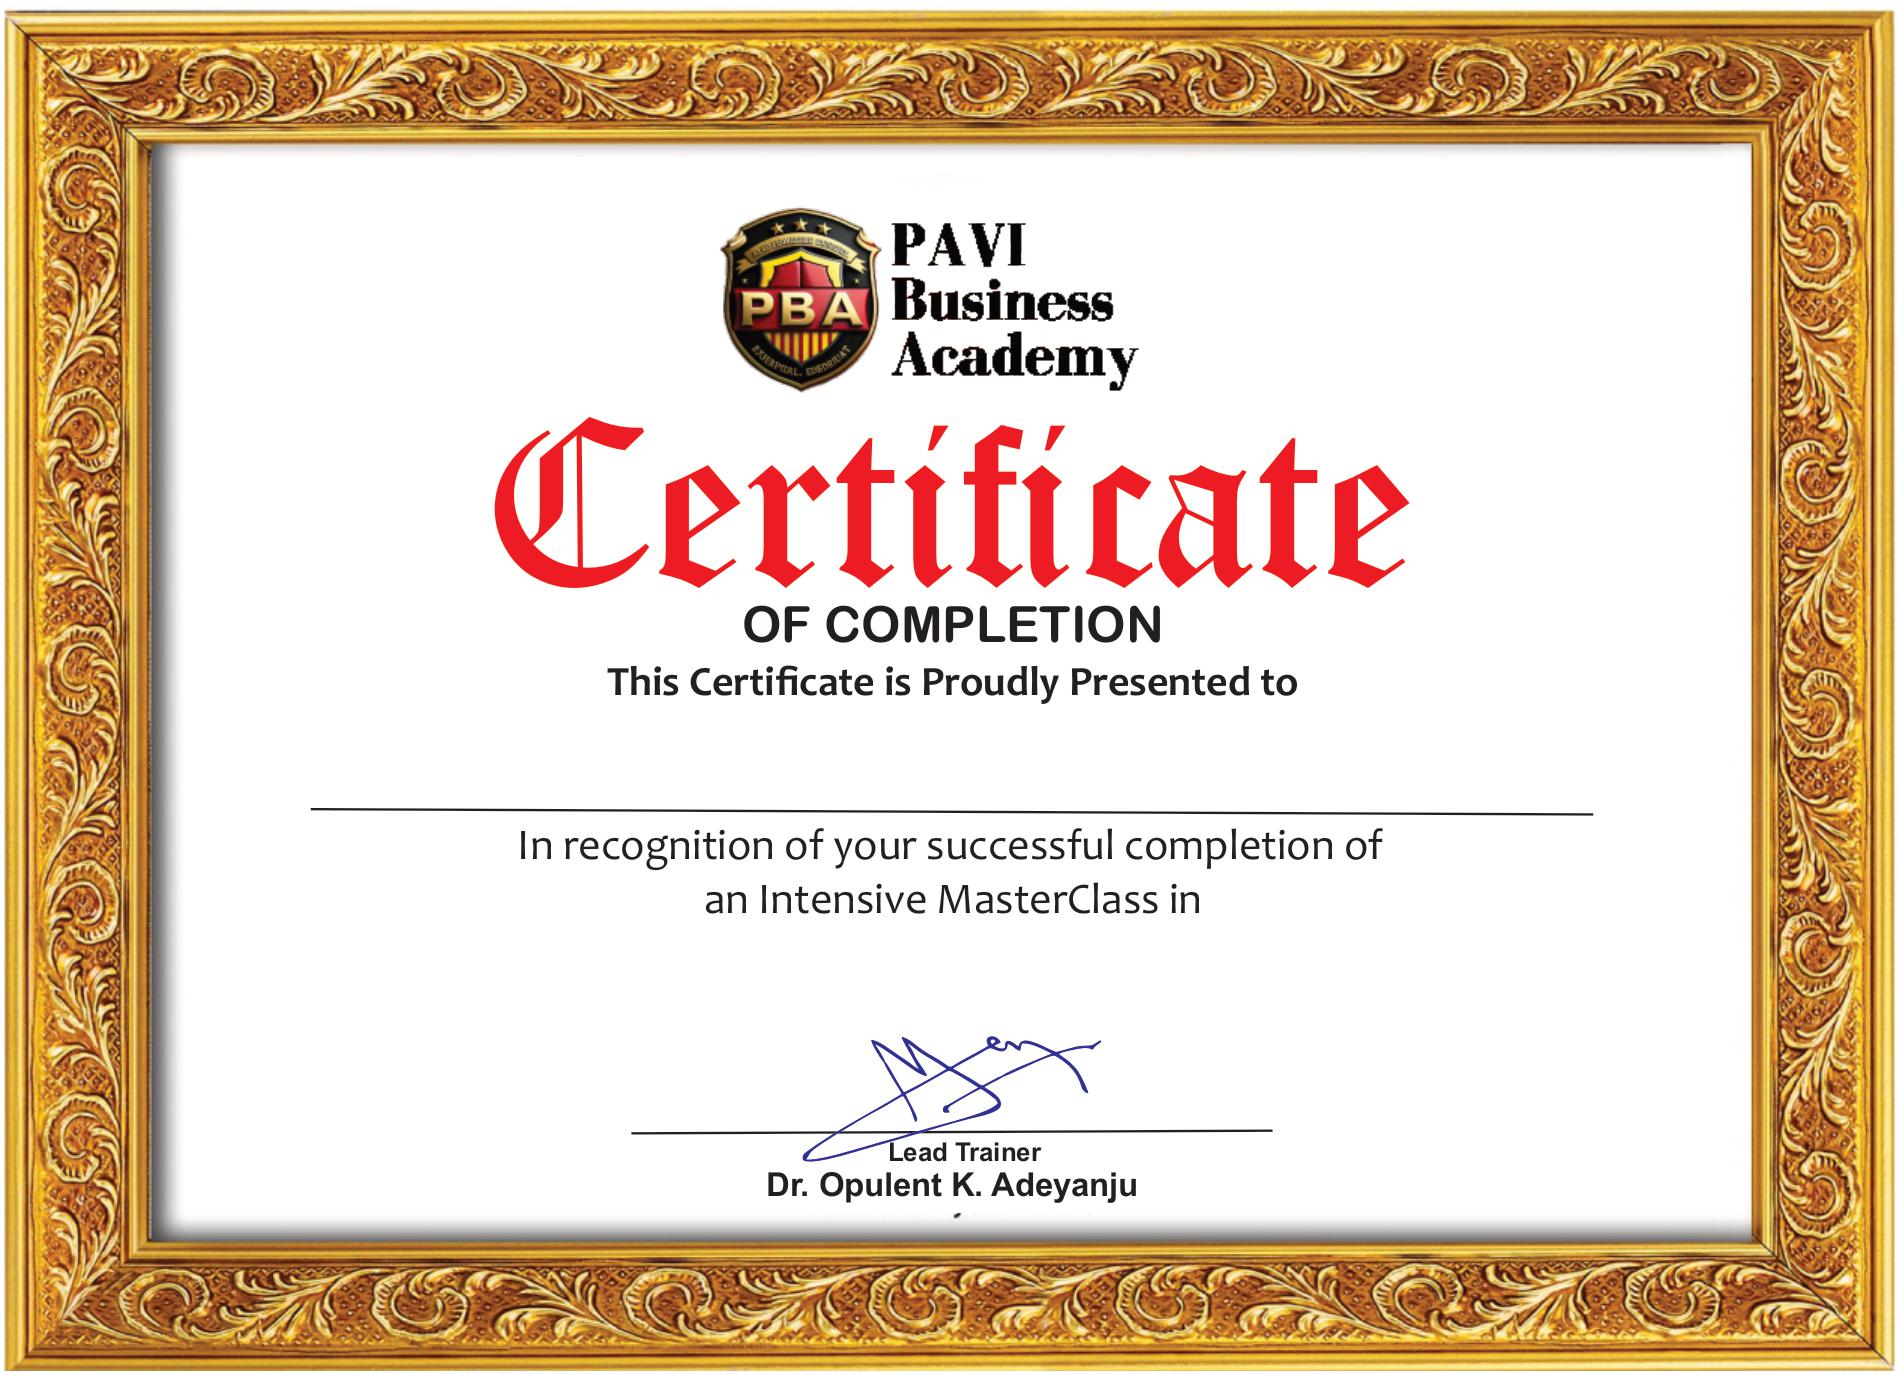 PBA
PAVI
Business
Academy
Certificate
OF COMPLETION
This Certificate is Proudly Presented to
In recognition of your successful completion of
an Intensive MasterClass in
Lead Trainer
Dr. Opulent K. Adeyanju